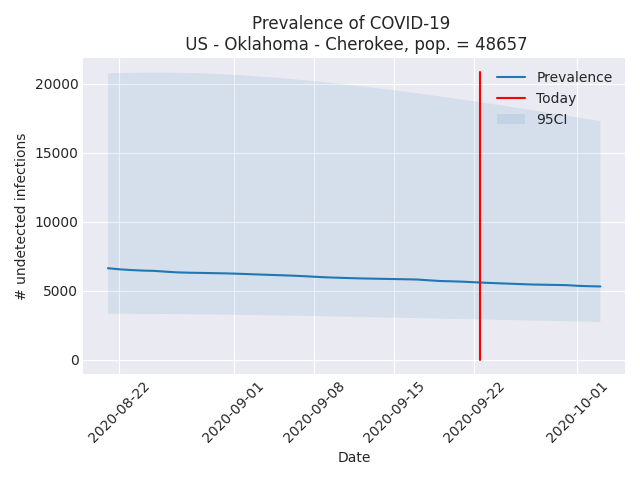 Prevalence of COVID-19
US - Oklahoma - Cherokee, pop. = 48657
Prevalence
Today
95CI
# undetected infections
20000
15000
10000
5000
0
2020-08-22
2020-09-01
2020-09-08
2020-09-15
2020-09-22
2020-10-01
Date